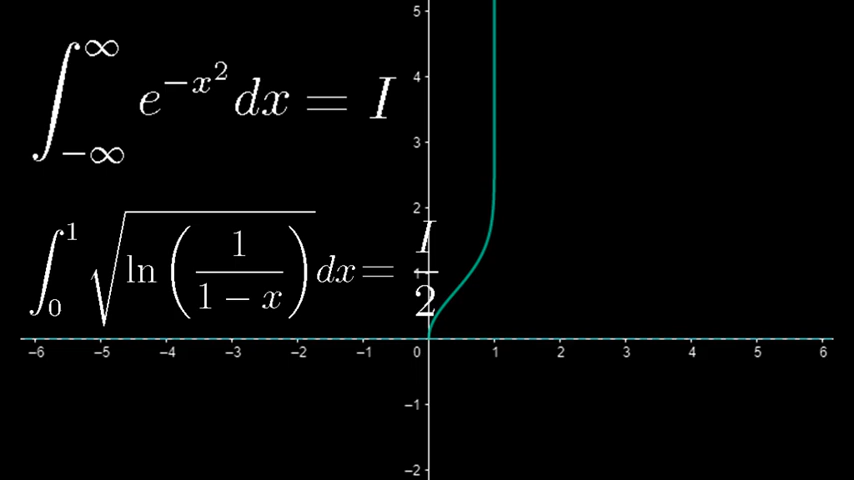 ∫_{-∞}^{∞} e^{-x^2} dx = I
∫_0^1 √(ln(1/(1-x))) dx = I/2
5
4
3
2
1
-6 -5 -4 -3 -2 -1 0 1 2 3 4 5 6
-1
-2